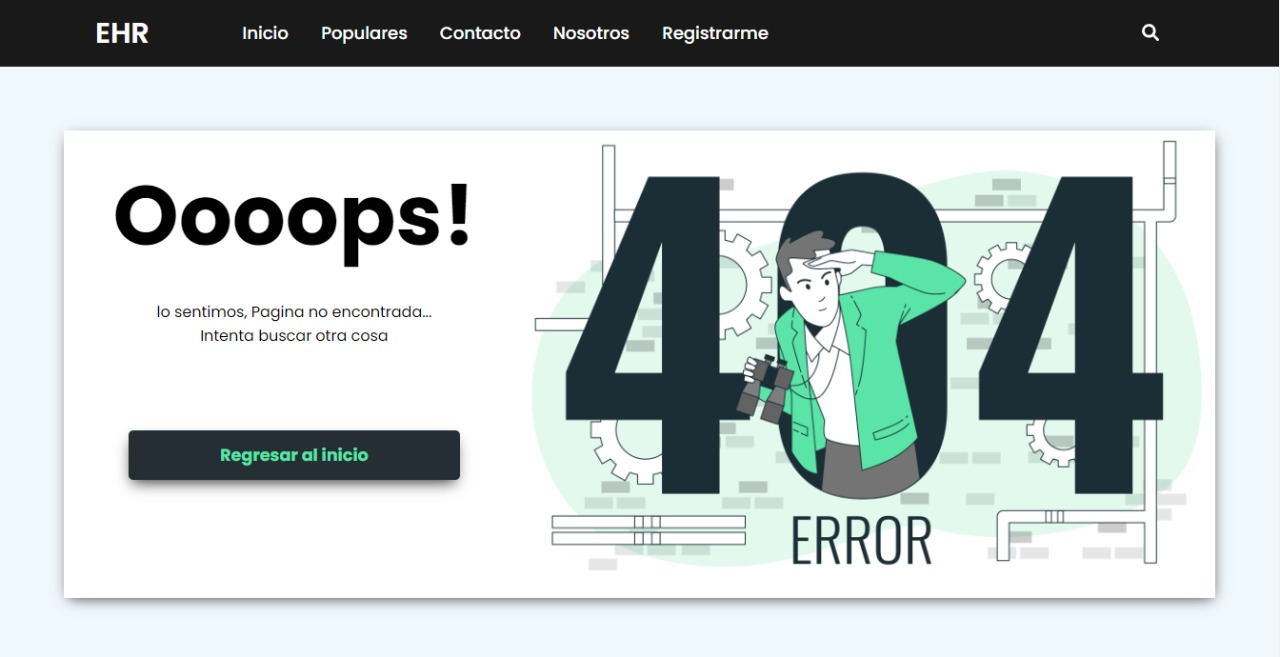 EHR Inicio Populares Contacto Nosotros Registrarme
Oooops!
lo sentimos, Pagina no encontrada...
Intenta buscar otra cosa
Regresar al inicio
404
ERROR